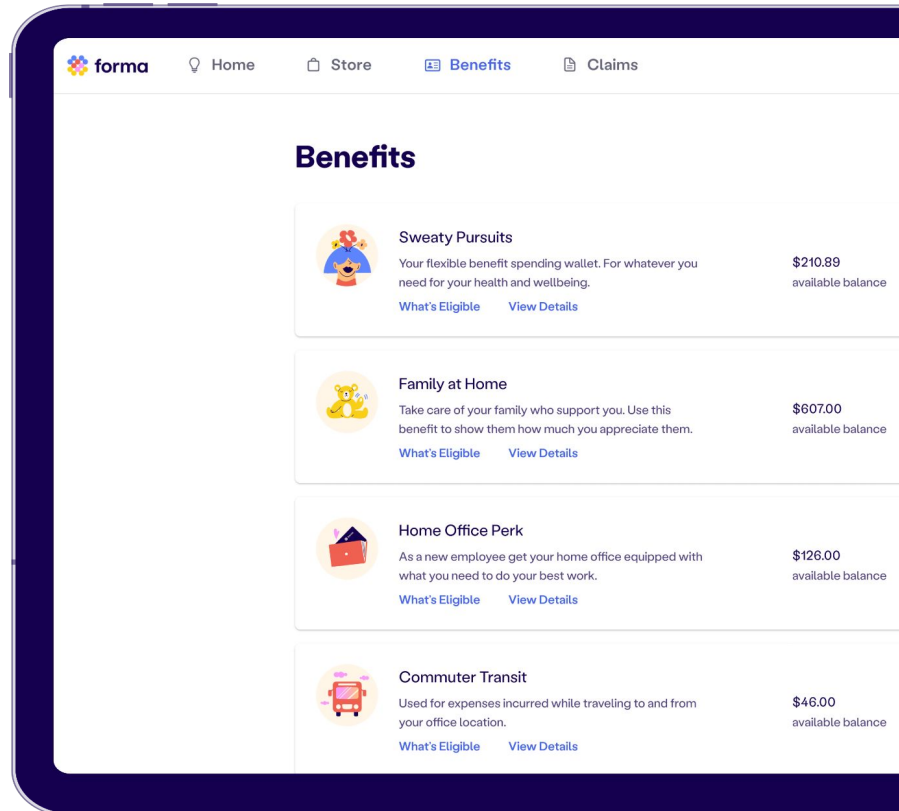 forma
Home
Store
Benefits
Claims
Benefits
Sweaty Pursuits
Your flexible benefit spending wallet. For whatever you
need for your health and wellbeing.
What's Eligible View Details
$210.89
available balance
Family at Home
Take care of your family who support you. Use this
benefit to show them how much you appreciate them.
What's Eligible View Details
$607.00
available balance
Home Office Perk
As a new employee get your home office equipped with
what you need to do your best work.
What's Eligible View Details
$126.00
available balance
Commuter Transit
Used for expenses incurred while traveling to and from
your office location.
What's Eligible View Details
$46.00
available balance